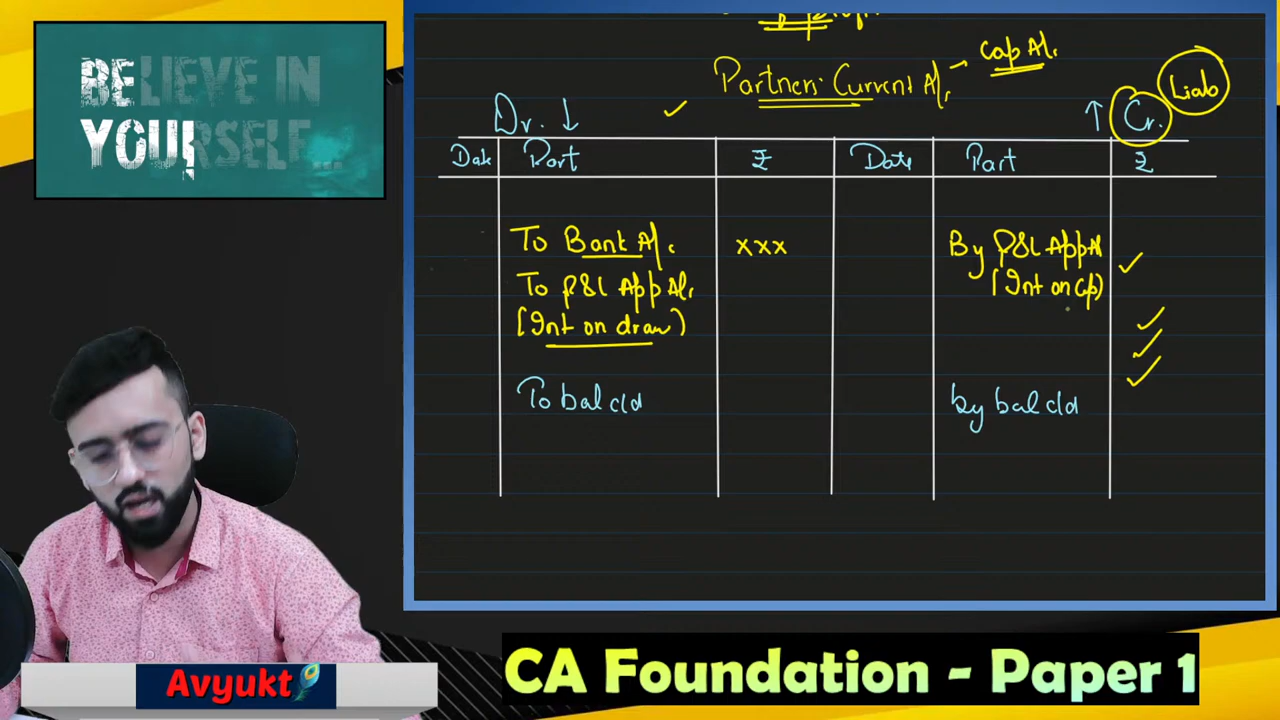 BELIEVE IN
YOURSELF...
Partners Current A/c
Cap A/c
Liab
Dr. ↓
↑ Cr.
Date Part ₹ Date Part ₹
To Bank A/c xxx
To P&L App A/c
(Int on draw)
To bal c/d
By P&L App A/c
(Int on cap)
by bal c/d
Avyukt
CA Foundation - Paper 1